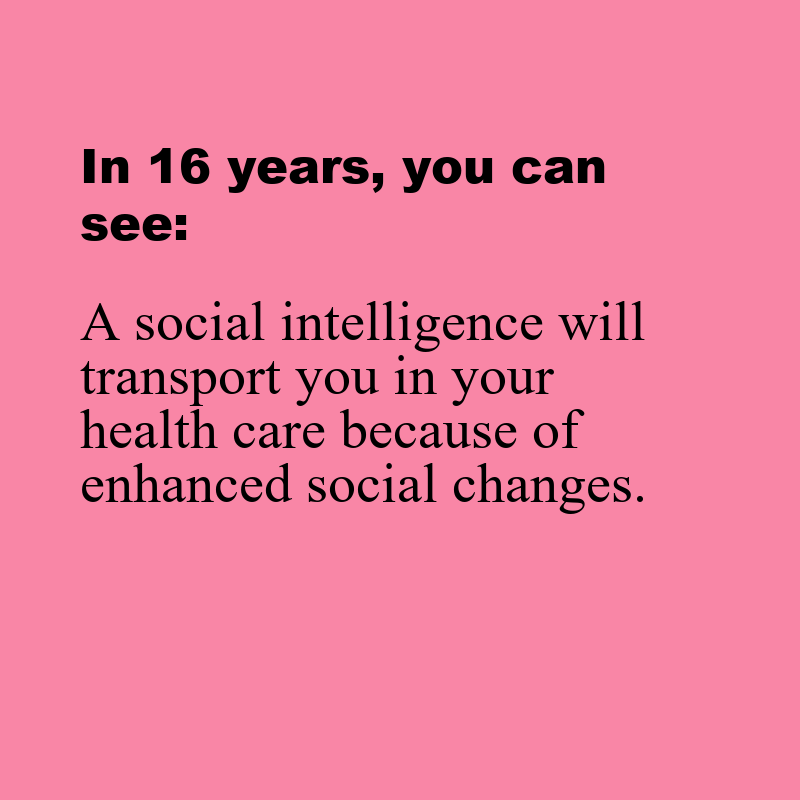 In 16 years, you can
see:
A social intelligence will
transport you in your
health care because of
enhanced social changes.